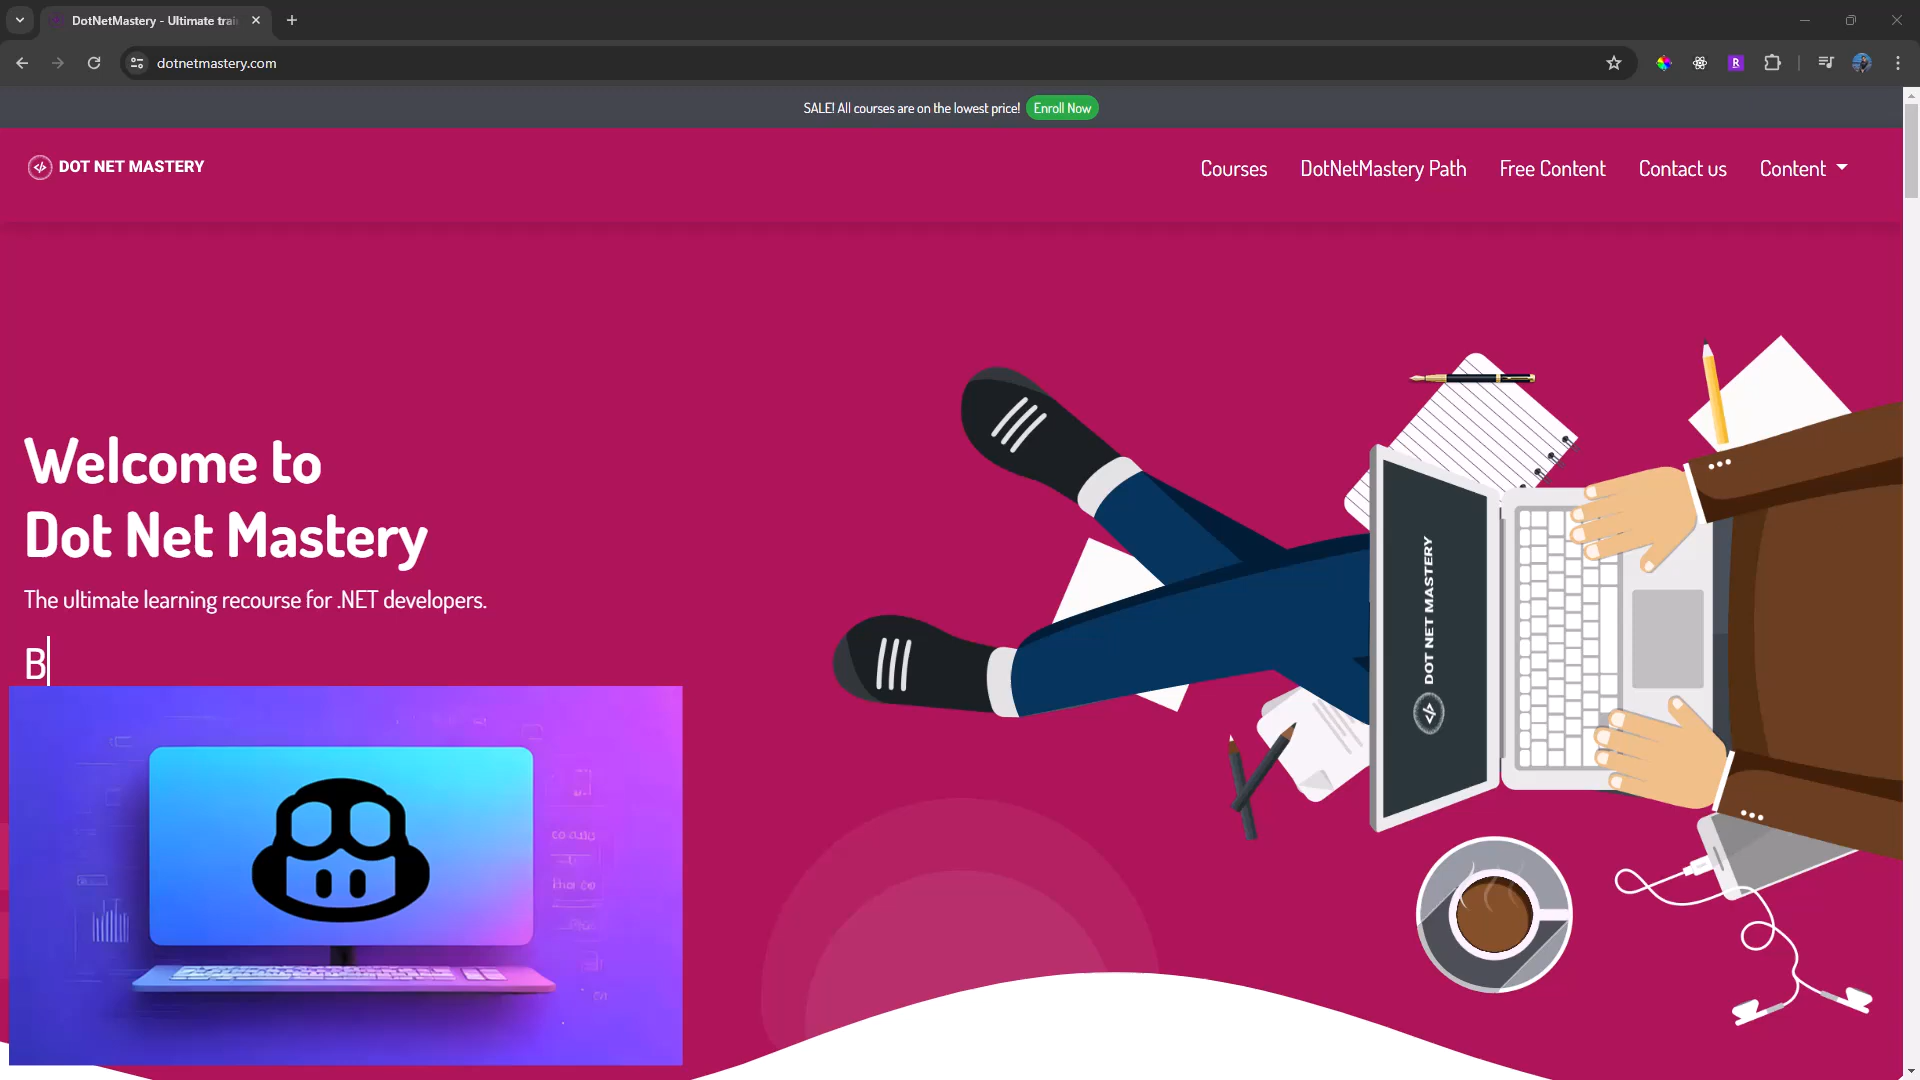 DotNetMastery - Ultimate trai
dotnetmastery.com
R
SALE! All courses are on the lowest price! Enroll Now
</> DOT NET MASTERY
Courses
DotNetMastery Path
Free Content
Contact us
Content
Welcome to
Dot Net Mastery
The ultimate learning recourse for .NET developers.
B
</> DOT NET MASTERY